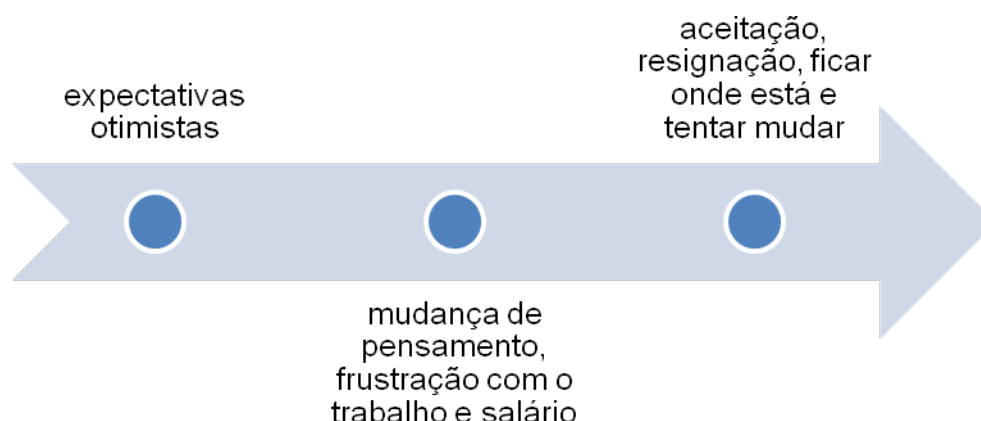 expectativas
otimistas
mudança de
pensamento,
frustração com o
trabalho e salário
aceitação,
resignação, ficar
onde está e
tentar mudar